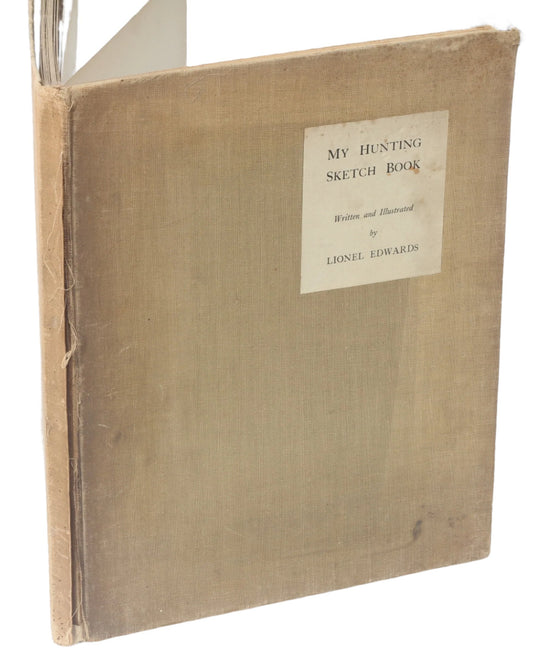 MY HUNTING
SKETCH BOOK
Written and Illustrated
by
LIONEL EDWARDS